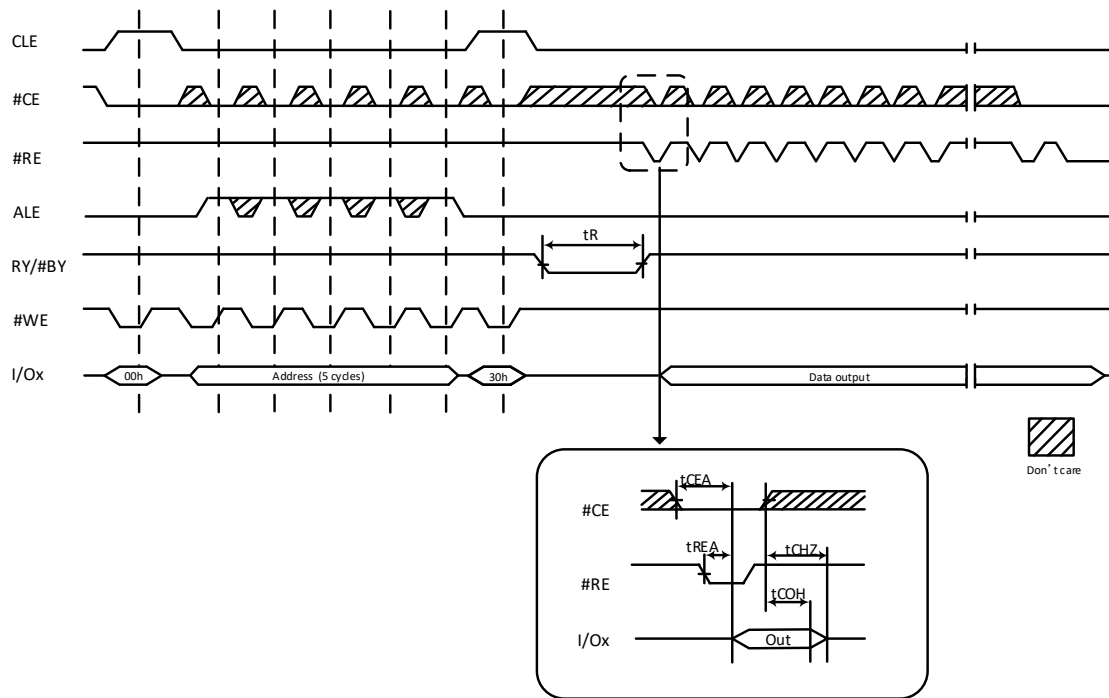 CLE
#CE
#RE
ALE
tR
RY/#BY
#WE
I/Ox
00h
Address (5 cycles)
30h
Data output
Don't care
tCEA
#CE
tREA
tCHZ
#RE
tCOH
I/Ox
Out